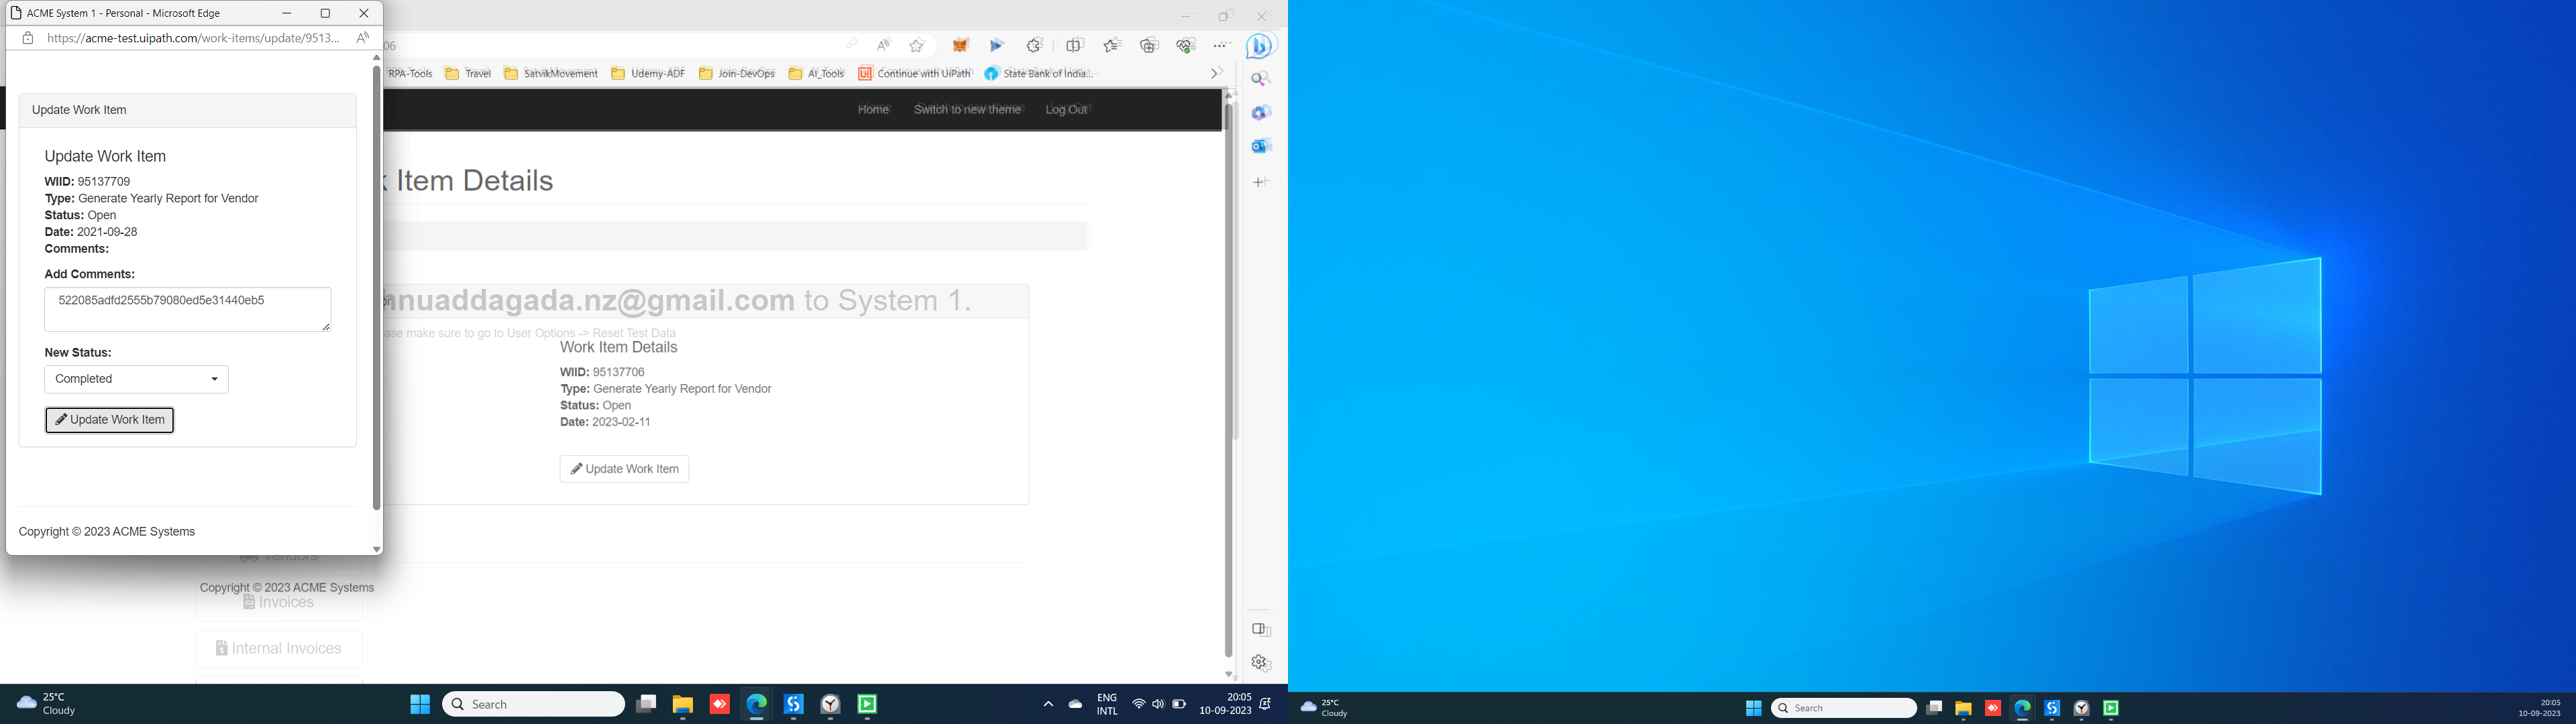 ACME System 1 - Personal - Microsoft Edge
https://acme-test.uipath.com/work-items/update/9513...
Update Work Item
Update Work Item
WIID: 95137709
Type: Generate Yearly Report for Vendor
Status: Open
Date: 2021-09-28
Comments:
Add Comments:
522085adfd2555b79080ed5e31440eb5
New Status:
Completed
Update Work Item
Copyright © 2023 ACME Systems
06
RPA-Tools Travel SatvikMovement Udemy-ADF Join-DevOps AI_Tools Continue with UiPath State Bank of India...
Home Switch to new theme Log Out
Item Details
hnuaddagada.nz@gmail.com to System 1.
ase make sure to go to User Options -> Reset Test Data
Work Item Details
WIID: 95137706
Type: Generate Yearly Report for Vendor
Status: Open
Date: 2023-02-11
Update Work Item
Vendors
Copyright © 2023 ACME Systems
Invoices
Internal Invoices
25°C
Cloudy
Search
ENG
INTL
20:05
10-09-2023
25°C
Cloudy
Search
20:05
10-09-2023